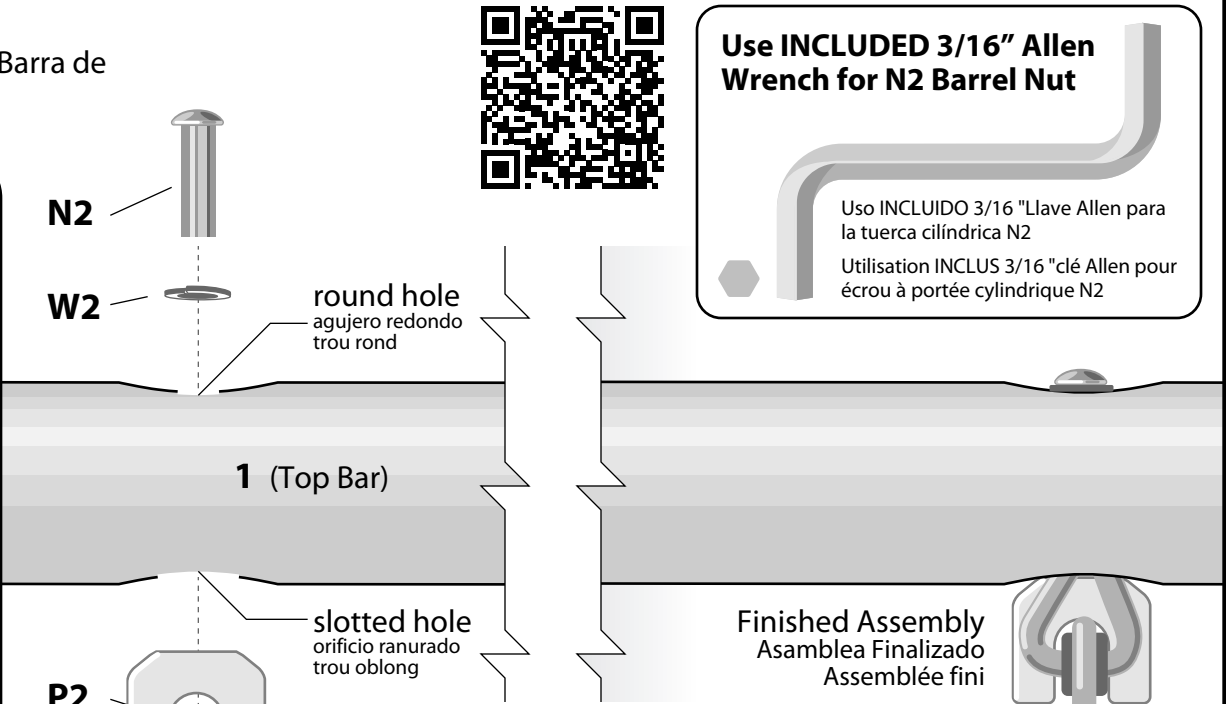 Barra de
Use INCLUDED 3/16” Allen
Wrench for N2 Barrel Nut
Uso INCLUIDO 3/16 "Llave Allen para
la tuerca cilíndrica N2
Utilisation INCLUS 3/16 "clé Allen pour
écrou à portée cylindrique N2
N2
W2
round hole
agujero redondo
trou rond
1 (Top Bar)
slotted hole
orificio ranurado
trou oblong
P2
Finished Assembly
Asamblea Finalizado
Assemblée fini